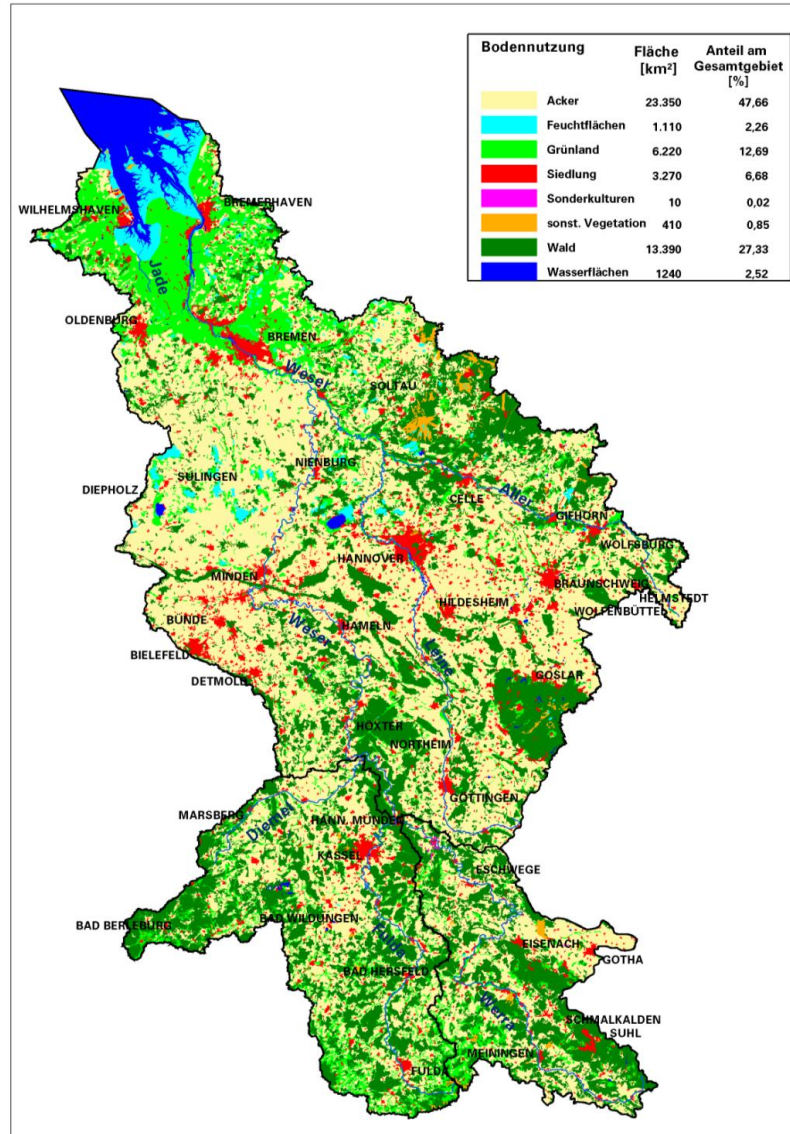 Bodennutzung Fläche [km²] Anteil am Gesamtgebiet [%]
Acker 23.350 47,66
Feuchtflächen 1.110 2,26
Grünland 6.220 12,69
Siedlung 3.270 6,68
Sonderkulturen 10 0,02
sonst. Vegetation 410 0,85
Wald 13.390 27,33
Wasserflächen 1240 2,52
WILHELMSHAVEN
BREMERHAVEN
Jade
OLDENBURG
BREMEN
Weser
SOLTAU
NIENBURG
SULINGEN
DIEPHOLZ
CELLE
Aller
GIFHORN
WOLFSBURG
HANNOVER
MINDEN
BRAUNSCHWEIG
HELMSTEDT
HILDESHEIM
WOLFENBÜTTEL
BÜNDE
Weser
HAMELN
BIELEFELD
Leine
DETMOLD
GOSLAR
HÖXTER
NORTHEIM
GÖTTINGEN
MARSBERG
Diemel
HANN. MÜNDEN
KASSEL
ESCHWEGE
BAD BERLEBURG
BAD WILDUNGEN
Fulda
EISENACH
GOTHA
BAD HERSFELD
Werra
SCHMALKALDEN
SUHL
MEININGEN
FULDA